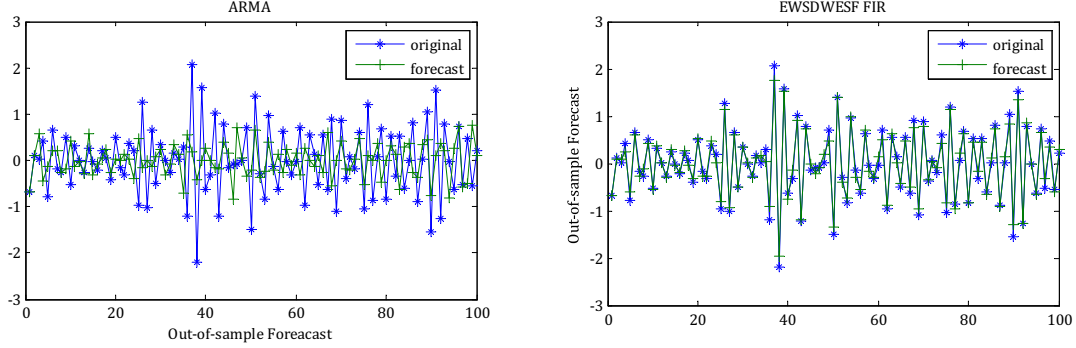 ARMA
3
2
1
0
-1
-2
-3
0 20 40 60 80 100
original
forecast
Out-of-sample Foreacast
EWSDWESF FIR
Out-of-sample Forecast
3
2
1
0
-1
-2
-3
0 20 40 60 80 100
original
forecast